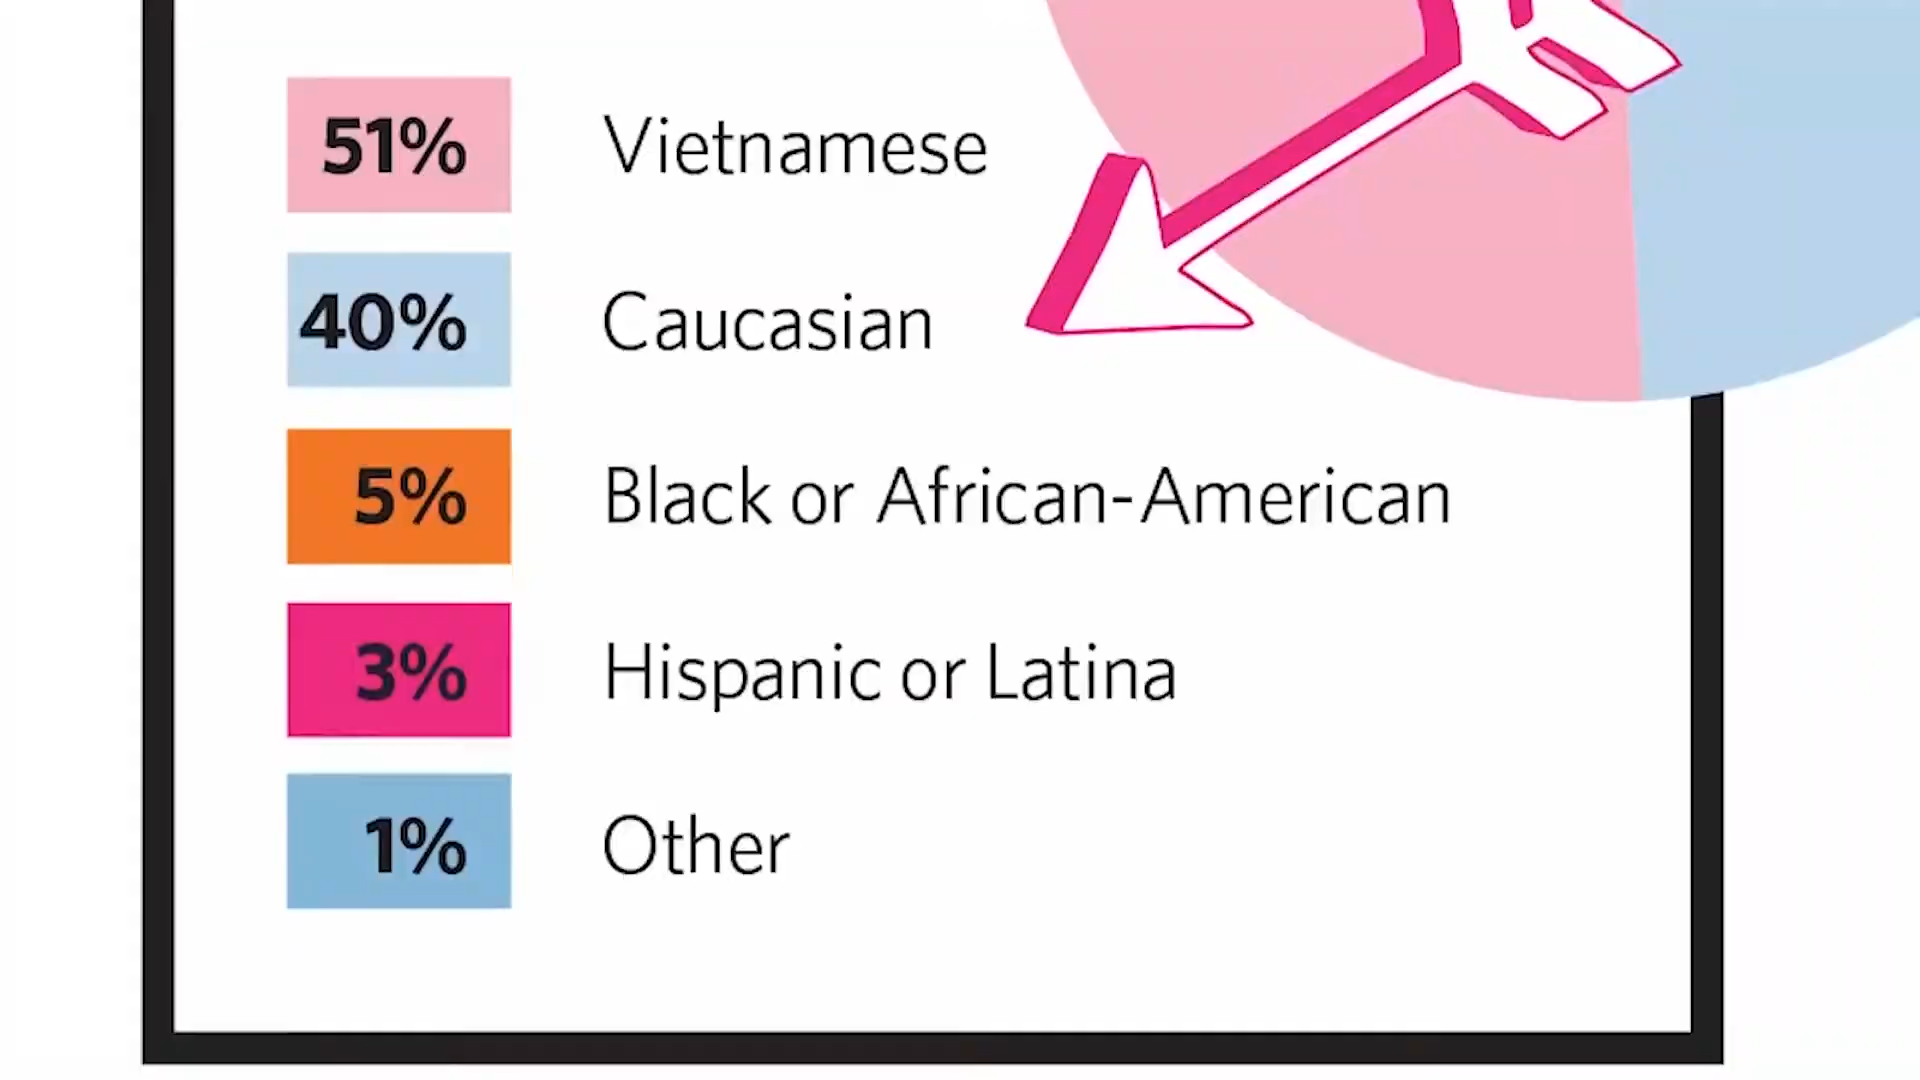 51% Vietnamese
40% Caucasian
5% Black or African-American
3% Hispanic or Latina
1% Other